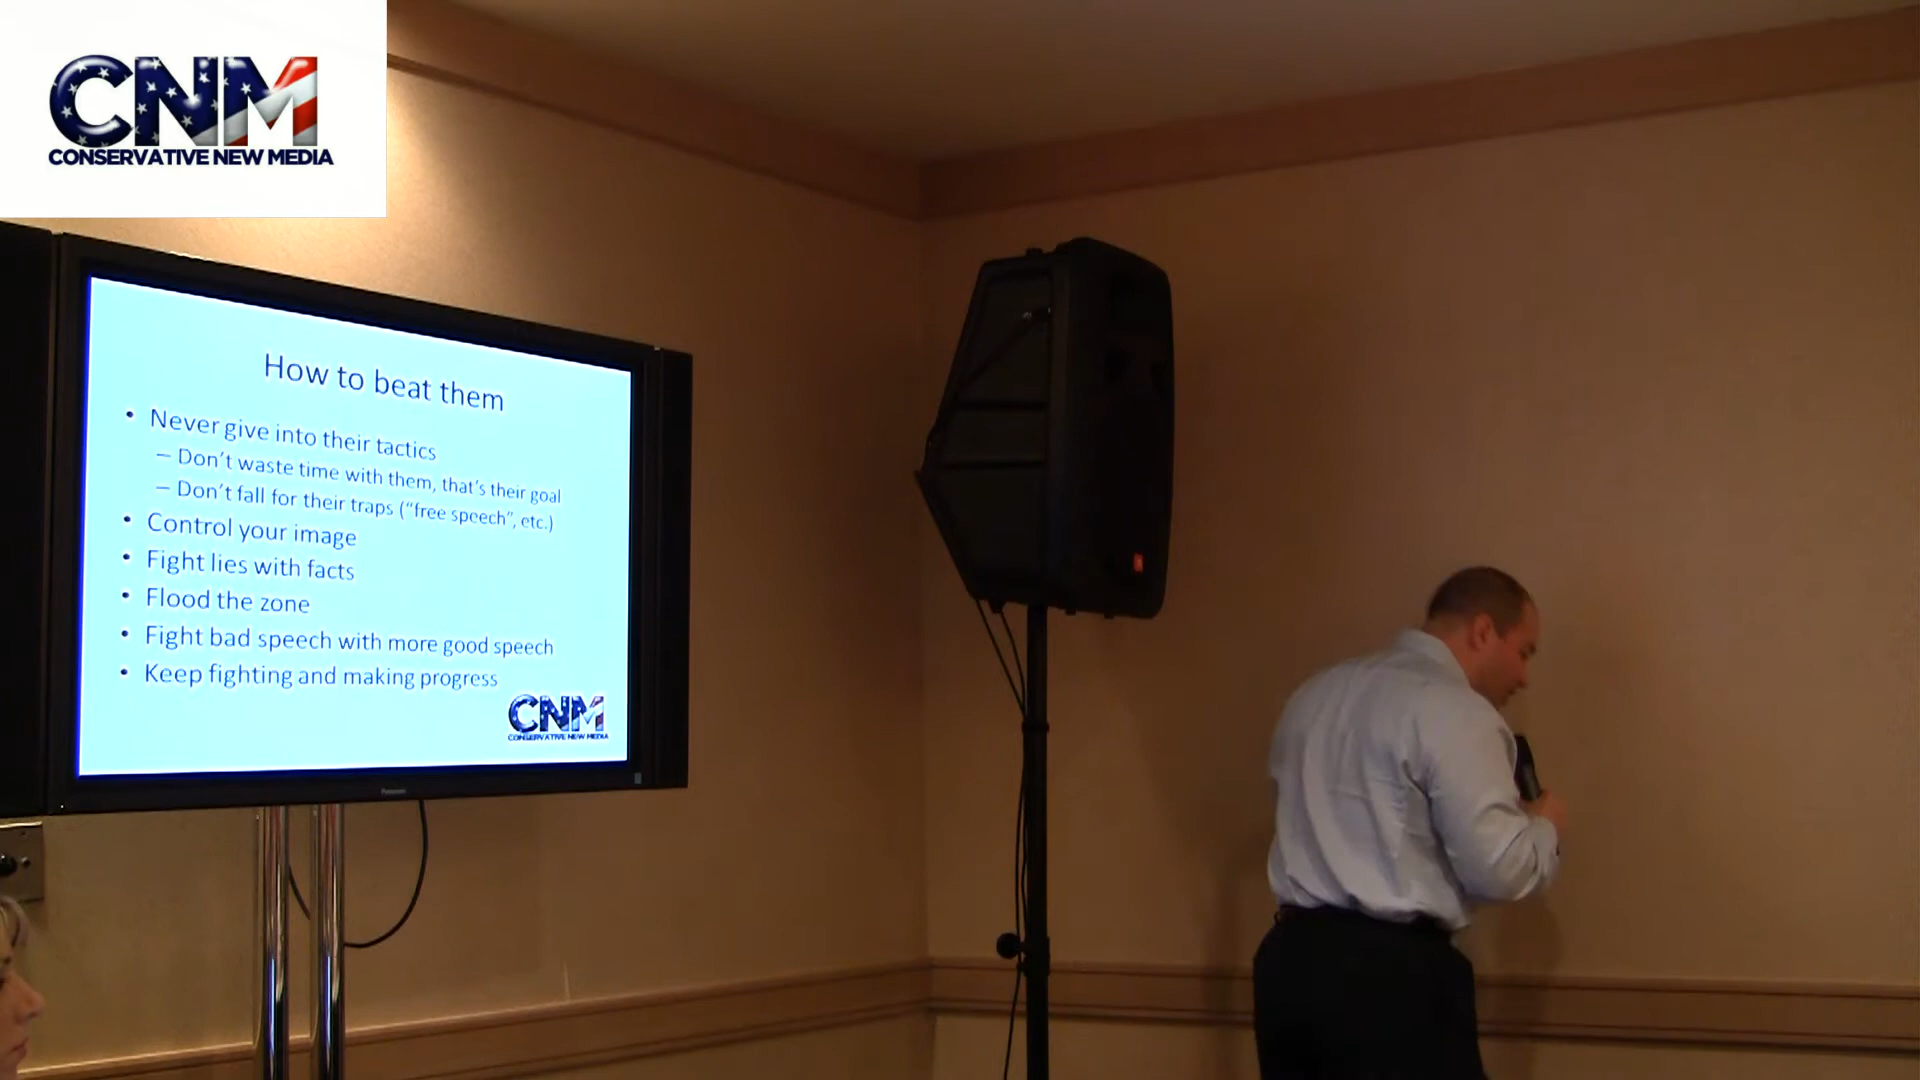 CNM
CONSERVATIVE NEW MEDIA
How to beat them
• Never give into their tactics
– Don't waste time with them, that's their goal
– Don't fall for their traps ("free speech", etc.)
• Control your image
• Fight lies with facts
• Flood the zone
• Fight bad speech with more good speech
• Keep fighting and making progress
CNM
CONSERVATIVE NEW MEDIA
Panasonic